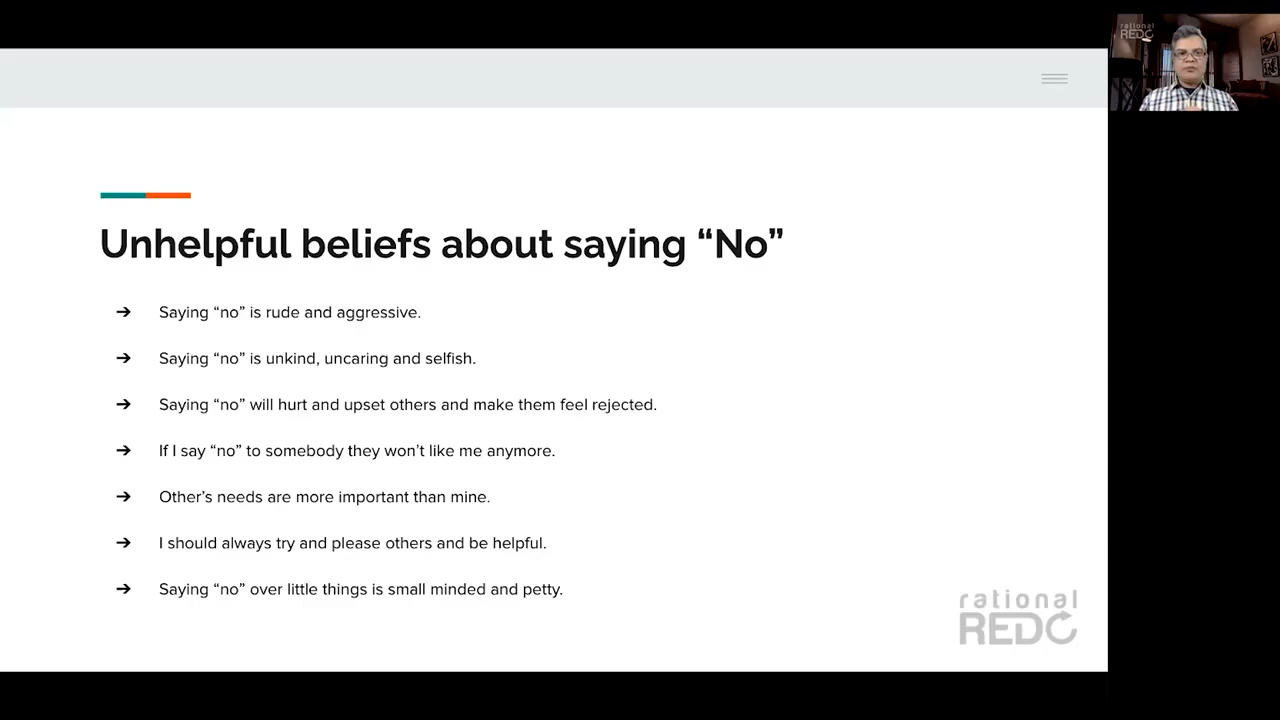 rational
REDO
Unhelpful beliefs about saying “No”
➔ Saying “no” is rude and aggressive.
➔ Saying “no” is unkind, uncaring and selfish.
➔ Saying “no” will hurt and upset others and make them feel rejected.
➔ If I say “no” to somebody they won’t like me anymore.
➔ Other’s needs are more important than mine.
➔ I should always try and please others and be helpful.
➔ Saying “no” over little things is small minded and petty.
rational
REDO